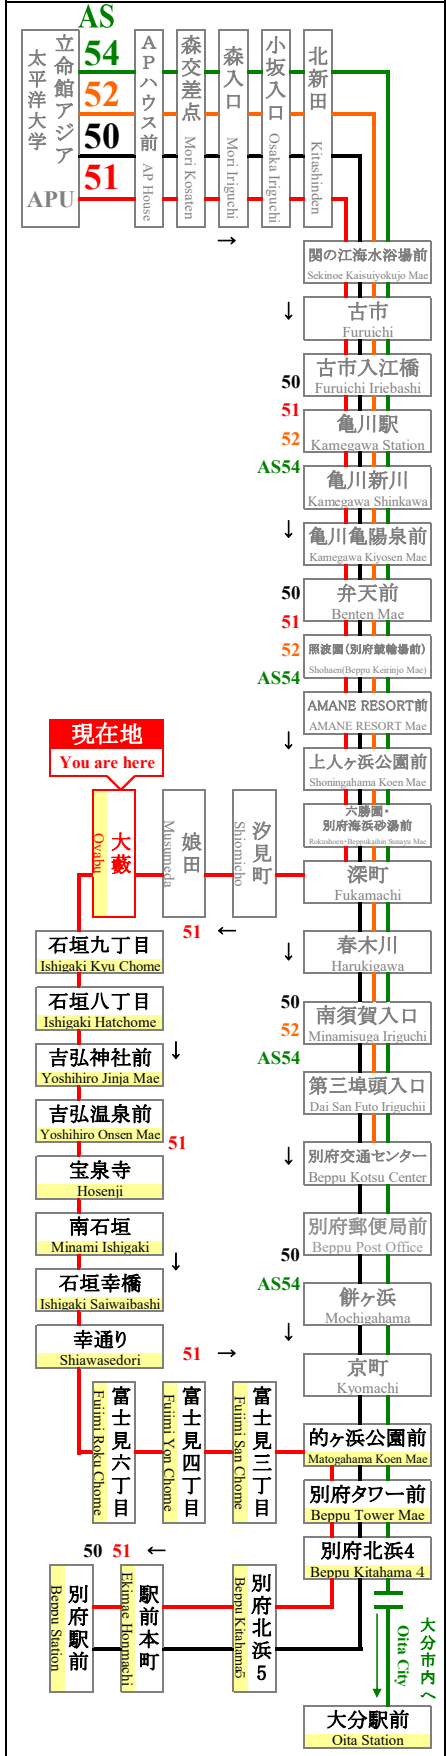 AS
54
52
50
51
立命館アジア
太平洋大学
APU
APハウス前
AP House
森交差点
Mori Kosaten
森入口
Mori Iriguchi
小坂入口
Osaka Iriguchi
北新田
Kitashinden
→
関の江海水浴場前
Sekinoe Kaisuiyokujo Mae
↓
古市
Furuichi
古市入江橋
Furuichi Iriebashi
50
51
52
AS54
亀川駅
Kamegawa Station
亀川新川
Kamegawa Shinkawa
↓
亀川亀陽泉前
Kamegawa Kiyosen Mae
50
51
52
AS54
弁天前
Benten Mae
照波園(別府競輪場前)
Shohaen(Beppu Keirinjo Mae)
AMANE RESORT前
AMANE RESORT Mae
↓
上人ヶ浜公園前
Shoningahama Koen Mae
六勝園・
別府海浜砂湯前
Rokushoen・Beppukaihin Sunayu Mae
深町
Fukamachi
汐見町
Shiomicho
娘田
Musumeda
現在地
You are here
大藪
Oyabu
51 ←
石垣九丁目
Ishigaki Kyu Chome
石垣八丁目
Ishigaki Hatchome
吉弘神社前
Yoshihiro Jinja Mae
↓
吉弘温泉前
Yoshihiro Onsen Mae
51
宝泉寺
Hosenji
南石垣
Minami Ishigaki
↓
石垣幸橋
Ishigaki Saiwaibashi
幸通り
Shiawasedori
51 →
富士見六丁目
Fujimi Roku Chome
富士見四丁目
Fujimi Yon Chome
富士見三丁目
Fujimi San Chome
↓
春木川
Harukigawa
50
52
AS54
南須賀入口
Minamisuga Iriguchi
第三埠頭入口
Dai San Futo Iriguchii
↓
別府交通センター
Beppu Kotsu Center
別府郵便局前
Beppu Post Office
50
AS54
餅ヶ浜
Mochigahama
↓
京町
Kyomachi
的ヶ浜公園前
Matogahama Koen Mae
別府タワー前
Beppu Tower Mae
別府北浜4
Beppu Kitahama 4
50 51 ←
別府北浜5
Beppu Kitahama5
駅前本町
Ekimae Honmachi
別府駅前
Beppu Station
大分市内へ
Oita City
大分駅前
Oita Station